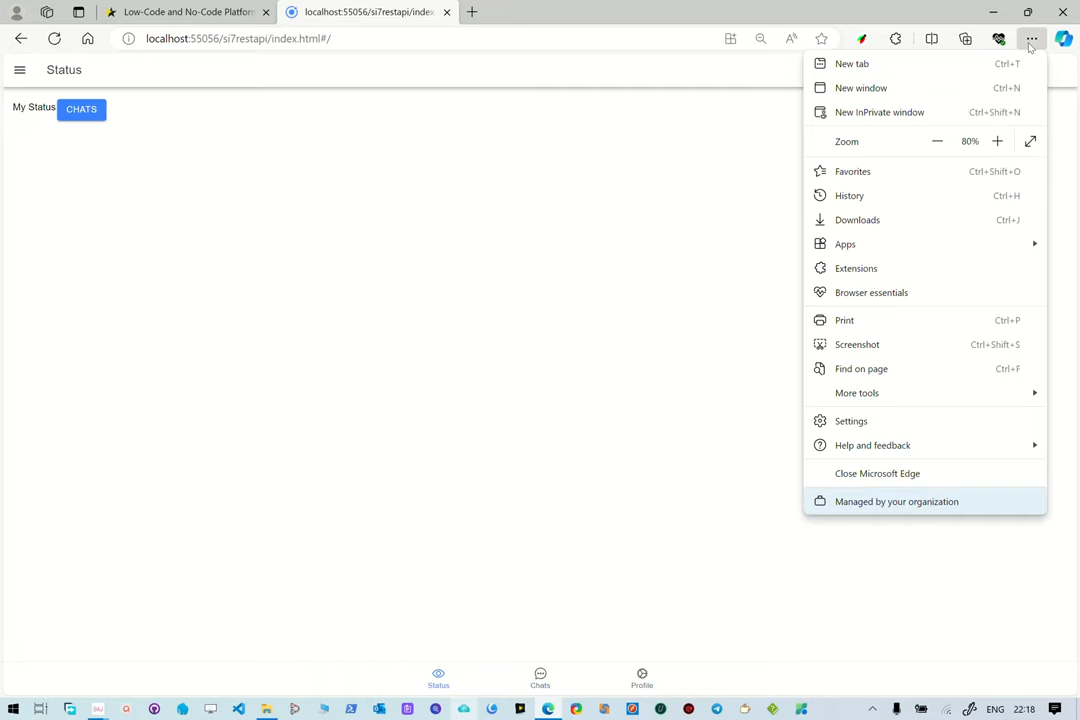 Low-Code and No-Code Platform
localhost:55056/si7restapi/index.
localhost:55056/si7restapi/index.html#/
Status
My Status
CHATS
New tab Ctrl+T
New window Ctrl+N
New InPrivate window Ctrl+Shift+N
Zoom 80%
Favorites Ctrl+Shift+O
History Ctrl+H
Downloads Ctrl+J
Apps
Extensions
Browser essentials
Print Ctrl+P
Screenshot Ctrl+Shift+S
Find on page Ctrl+F
More tools
Settings
Help and feedback
Close Microsoft Edge
Managed by your organization
Status
Chats
Profile
ENG 22:18